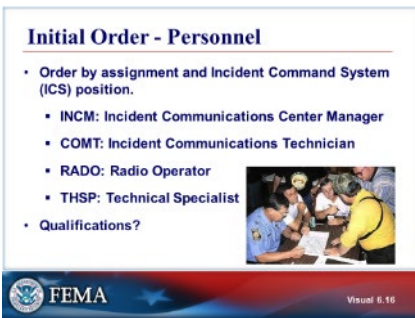 Initial Order - Personnel
• Order by assignment and Incident Command System
(ICS) position.
▪ INCM: Incident Communications Center Manager
▪ COMT: Incident Communications Technician
▪ RADO: Radio Operator
▪ THSP: Technical Specialist
• Qualifications?
FEMA
Visual 6.16